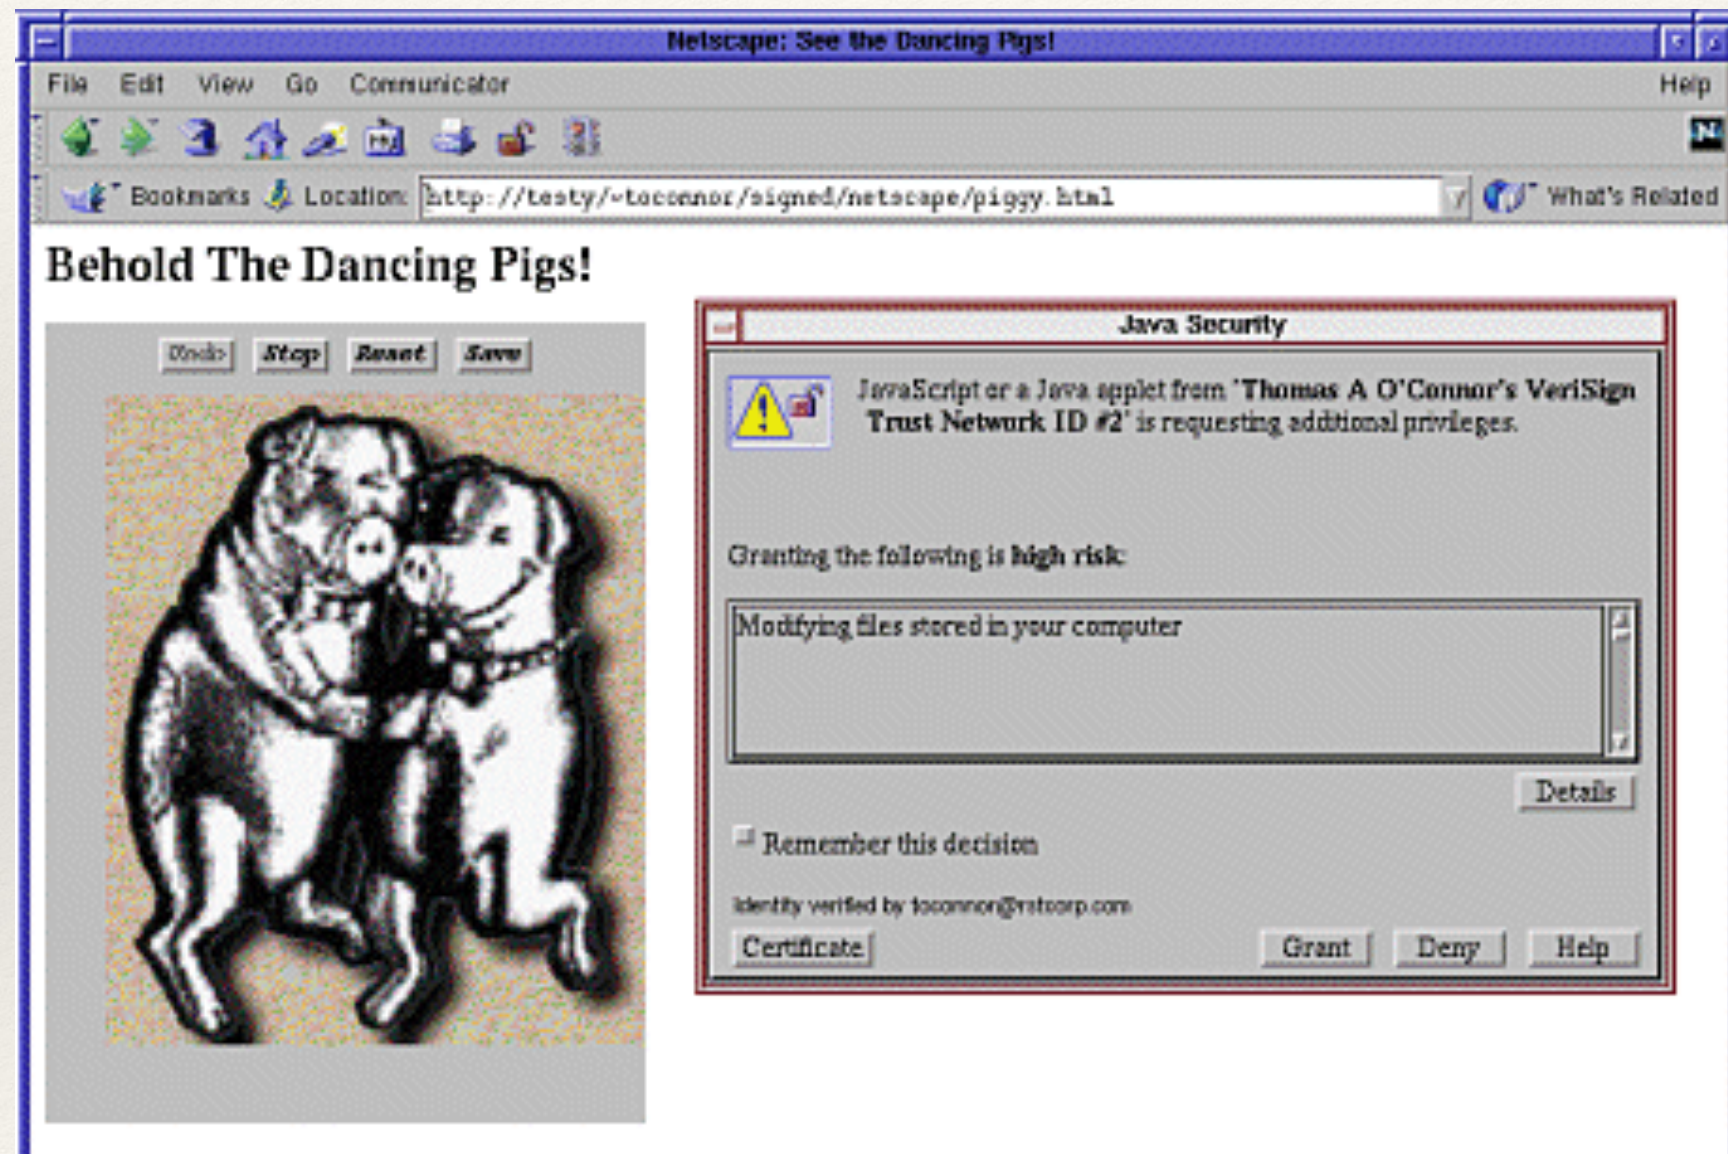 Netscape: See the Dancing Pigs!
File Edit View Go Communicator Help
Bookmarks Location: http://testy/~toconnor/signed/netscape/piggy.html What's Related
Behold The Dancing Pigs!
Stop Reset Save
Java Security
JavaScript or a Java applet from 'Thomas A O'Connor's VeriSign
Trust Network ID #2' is requesting additional privileges.
Granting the following is high risk:
Modifying files stored in your computer
Details
Remember this decision
Identity verified by toconnor@rstcorp.com
Certificate Grant Deny Help